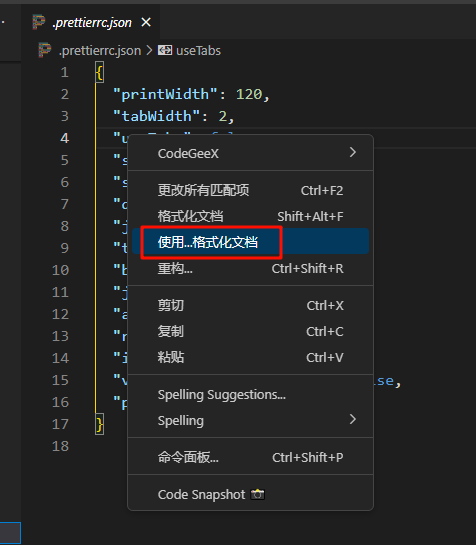 .prettierrc.json
.prettierrc.json > useTabs
1 {
2 "printWidth": 120,
3 "tabWidth": 2,
4
5 "s
6 "s
7
8 "j
9 "t
10 "b
11 "j
12 "a
13
14 "i
15 "v se,
16 "p
17 }
18
CodeGeeX
更改所有匹配项 Ctrl+F2
格式化文档 Shift+Alt+F
使用...格式化文档
重构... Ctrl+Shift+R
剪切 Ctrl+X
复制 Ctrl+C
粘贴 Ctrl+V
Spelling Suggestions...
Spelling
命令面板... Ctrl+Shift+P
Code Snapshot